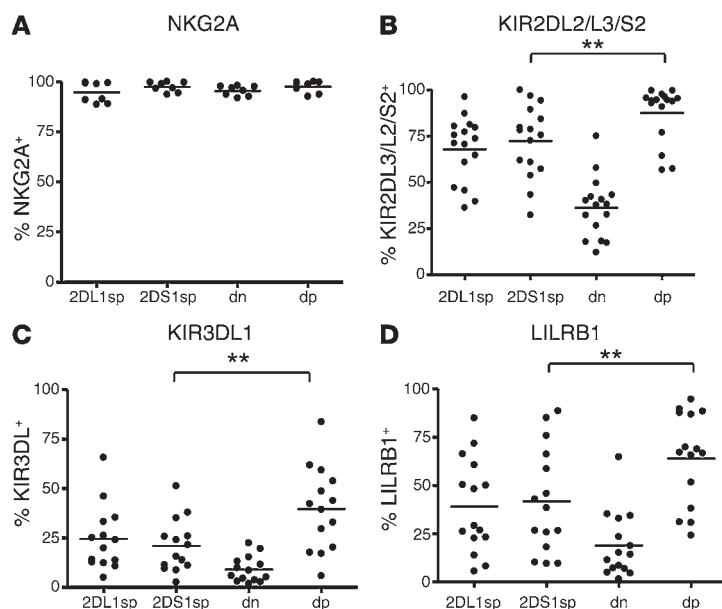 A NKG2A
100
75
50
25
0
% NKG2A+
2DL1sp 2DS1sp dn dp
B KIR2DL2/L3/S2
**
100
75
50
25
0
% KIR2DL3/L2/S2+
2DL1sp 2DS1sp dn dp
C KIR3DL1
**
100
75
50
25
0
% KIR3DL+
2DL1sp 2DS1sp dn dp
D LILRB1
**
100
75
50
25
0
% LILRB1+
2DL1sp 2DS1sp dn dp